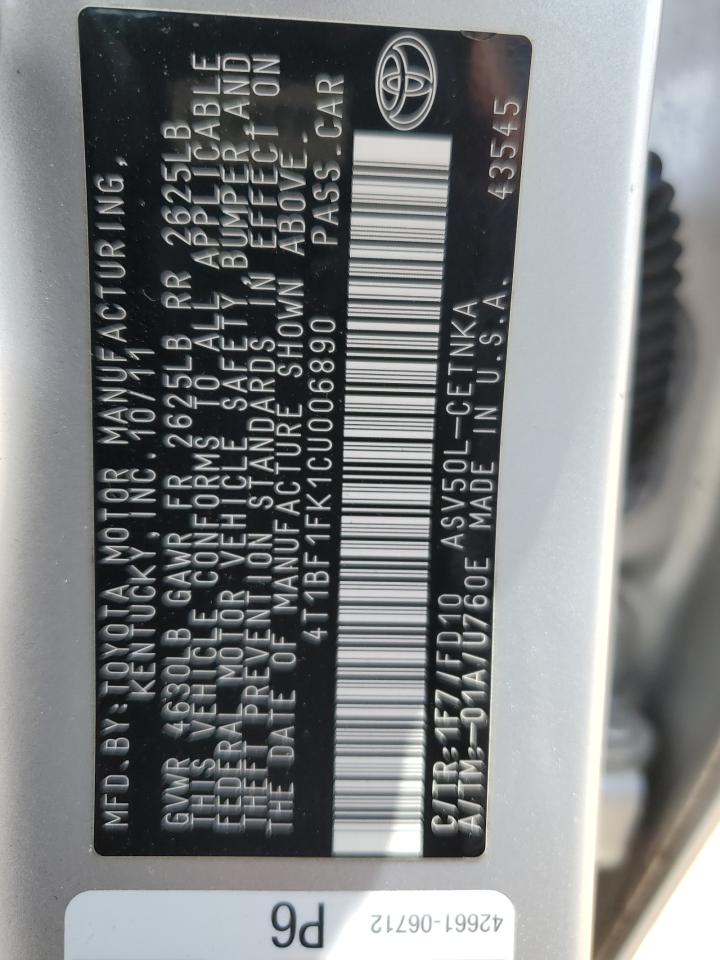 MFD.BY:TOYOTA MOTOR MANUFACTURING,
KENTUCKY, INC. 10/11
GVWR 4630LB GAWR FR 2625LB RR 2625LB
THIS VEHICLE CONFORMS TO ALL APPLICABLE
FEDERAL MOTOR VEHICLE SAFETY, BUMPER, AND
THEFT PREVENTION STANDARDS IN EFFECT ON
THE DATE OF MANUFACTURE SHOWN ABOVE.
4T1BF1FK1CU006890 PASS.CAR
C/TR:1F7/FD10 ASV50L-CETNKA
A/TM:-01A/U760E MADE IN U.S.A. 43545
P6
42661-06712